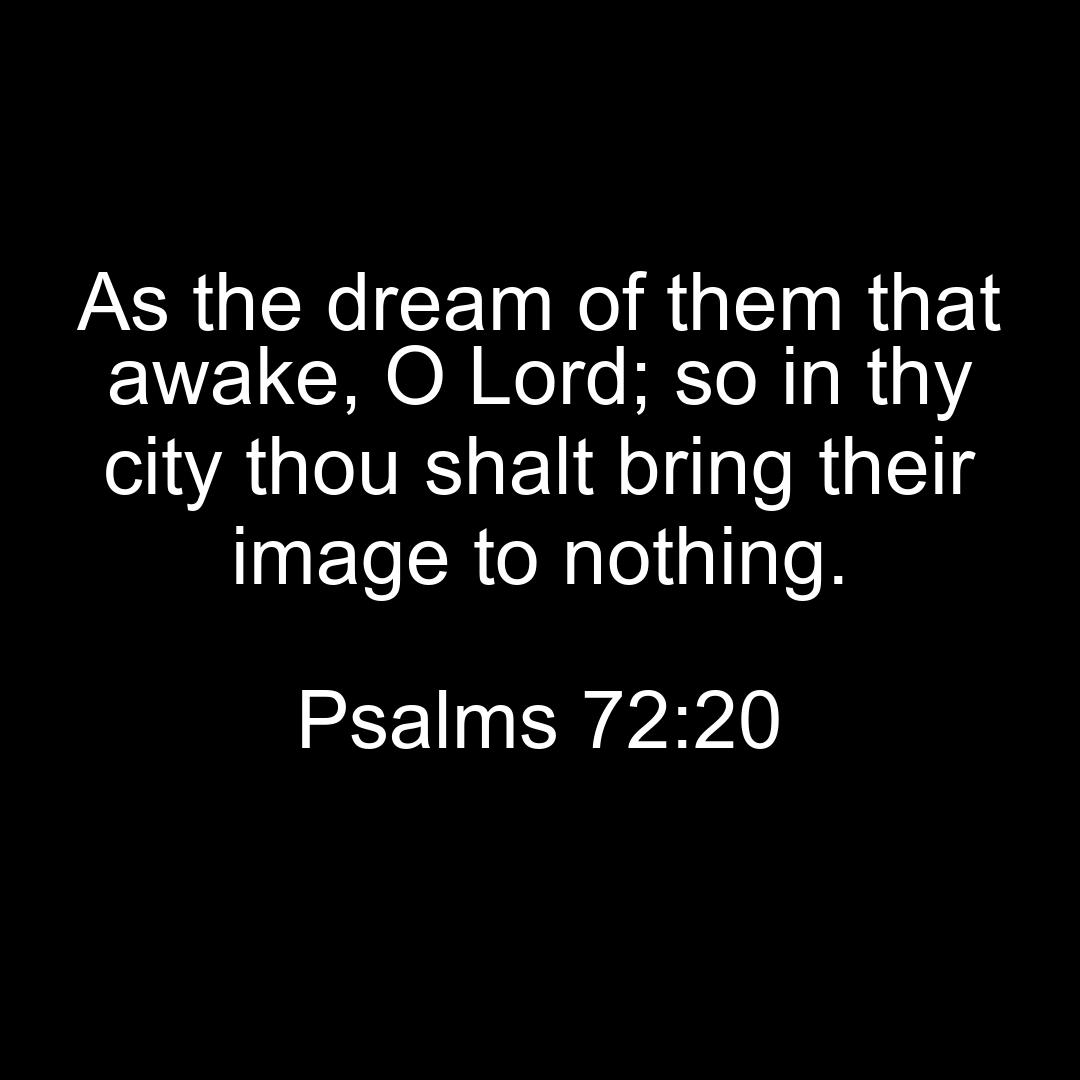 As the dream of them that
awake, O Lord; so in thy
city thou shalt bring their
image to nothing.
Psalms 72:20